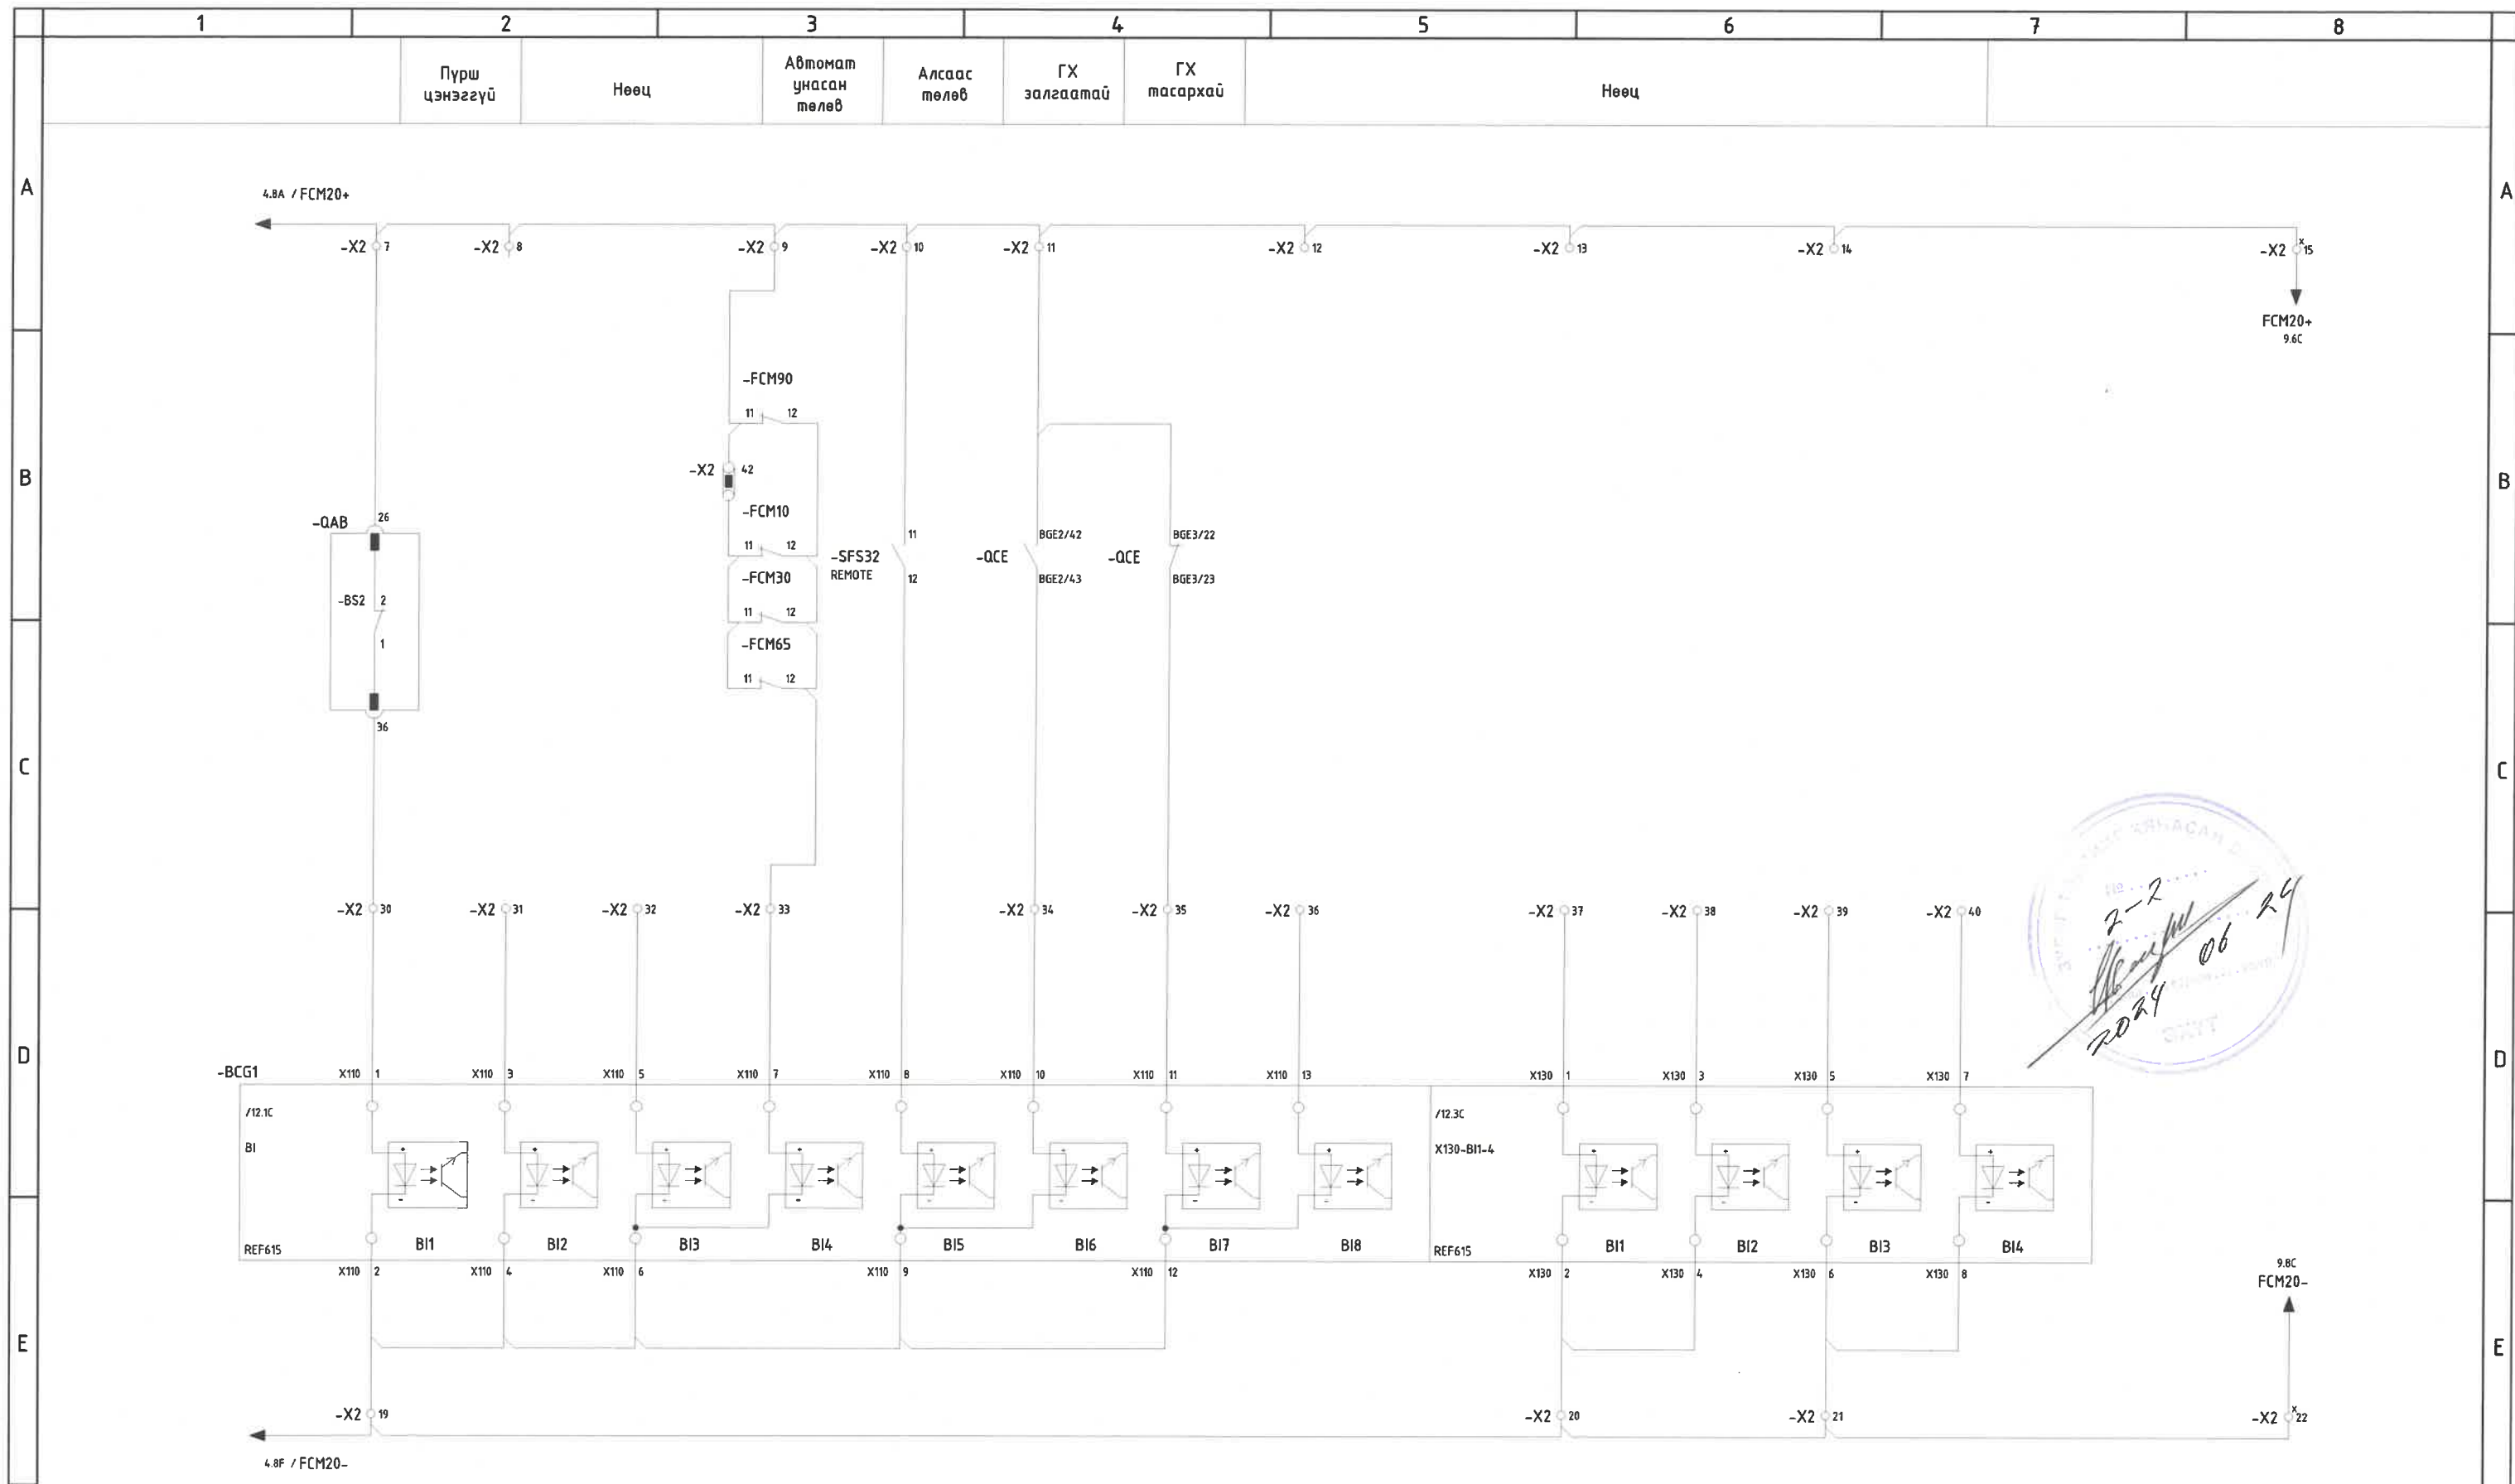 1 2 3 4 5 6 7 8
Пүрш цэнэггүй
Нөөц
Автомат унасан төлөв
Алсаас төлөв
ГХ залгаатай
ГХ тасархай
Нөөц
A A
4.8A / FCM20+
-X2 7 -X2 8 -X2 9 -X2 10 -X2 11 -X2 12 -X2 13 -X2 14 -X2 x 15
FCM20+
9.6C
-FCM90
11 12
B B
-X2 42
-QAB 26
-FCM10
11 12
-SFS32 11
REMOTE 12
-QCE BGE2/42
BGE2/43
-QCE BGE3/22
BGE3/23
-FCM30
11 12
-BS2 2
1
-FCM65
11 12
36
C C
-X2 30 -X2 31 -X2 32 -X2 33 -X2 34 -X2 35 -X2 36 -X2 37 -X2 38 -X2 39 -X2 40
№
2-2
2024 06 24
D D
-BCG1 X110 1 X110 3 X110 5 X110 7 X110 8 X110 10 X110 11 X110 13 X130 1 X130 3 X130 5 X130 7
/12.1C /12.3C
BI X130-BI1-4
+ + + + + + + + + + + +
- - - - - - - - - - - -
REF615 BI1 BI2 BI3 BI4 BI5 BI6 BI7 BI8 REF615 BI1 BI2 BI3 BI4
X110 2 X110 4 X110 6 X110 9 X110 12 X130 2 X130 4 X130 6 X130 8
9.8C
FCM20-
E E
-X2 19 -X2 20 -X2 21 -X2 x 22
4.8F / FCM20-